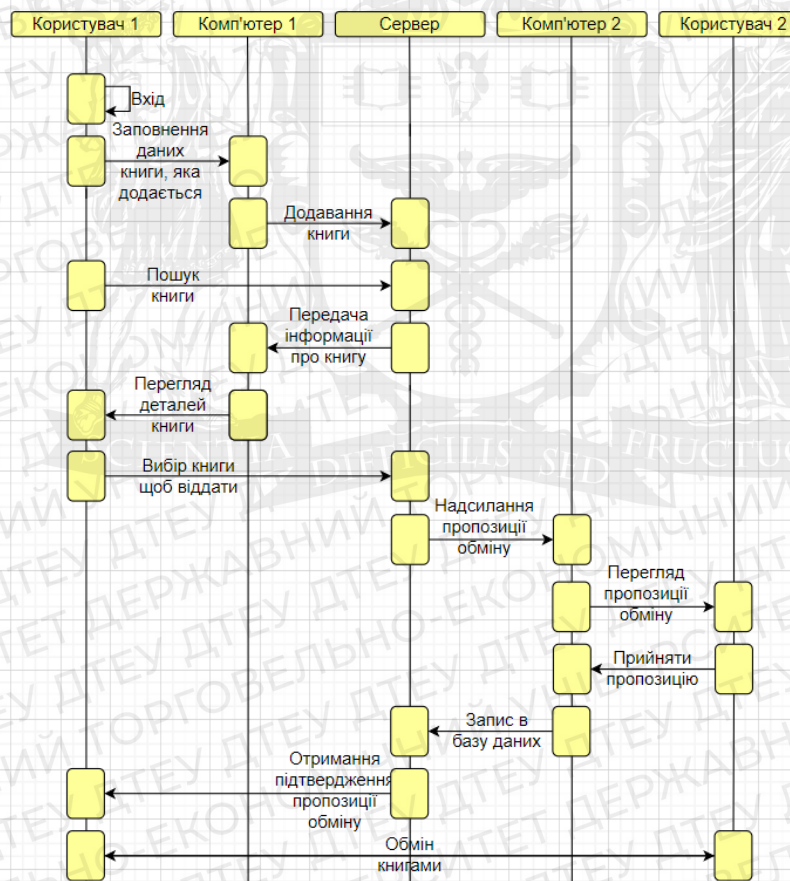 Користувач 1
Комп'ютер 1
Сервер
Комп'ютер 2
Користувач 2
Вхід
Заповнення
даних
книги, яка
додається
Додавання
книги
Пошук
книги
Передача
інформації
про книгу
Перегляд
деталей
книги
Вибір книги
щоб віддати
Надсилання
пропозиції
обміну
Перегляд
пропозиції
обміну
Прийняти
пропозицію
Запис в
базу даних
Отримання
підтвердження
пропозиції
обміну
Обмін
книгами